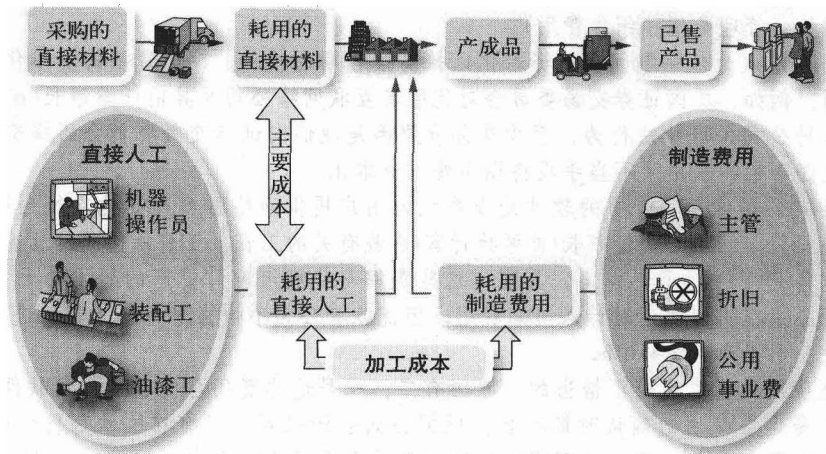 采购的
直接材料
耗用的
直接材料
产成品
已售
产品
主要成本
直接人工
机器
操作员
装配工
油漆工
耗用的
直接人工
耗用的
制造费用
加工成本
制造费用
主管
折旧
公用
事业费